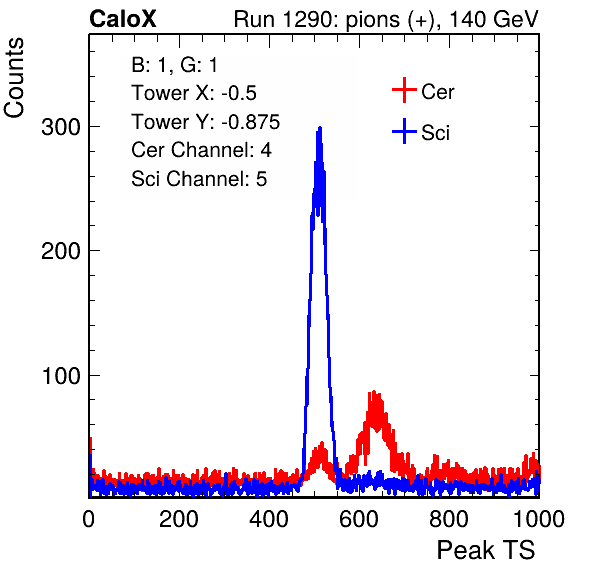 CaloX
Run 1290: pions (+), 140 GeV
Counts
B: 1, G: 1
Tower X: -0.5
Tower Y: -0.875
Cer Channel: 4
Sci Channel: 5
Cer
Sci
300
200
100
0
200
400
600
800
1000
Peak TS